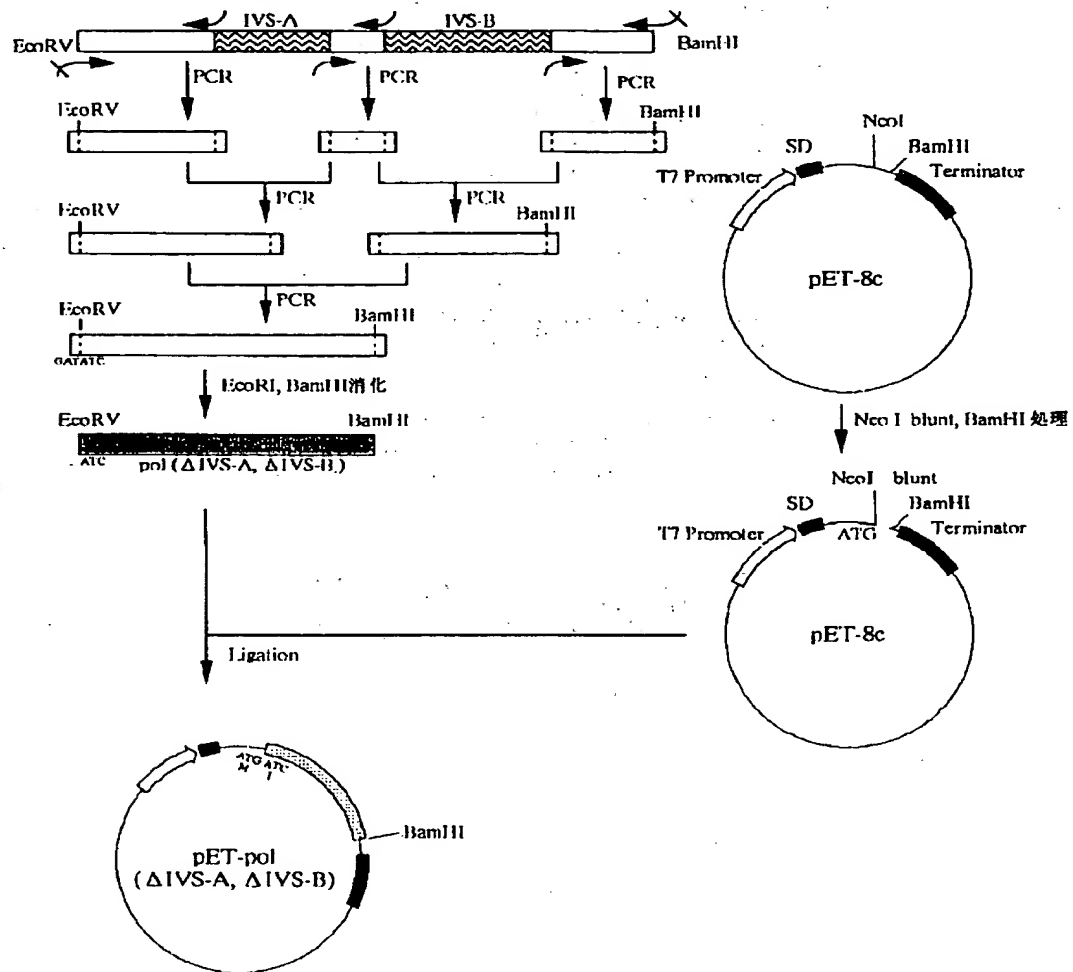 IVS-A
IVS-B
EcoRV
BamHI
PCR
PCR
PCR
EcoRV
BamHI
PCR
PCR
EcoRV
BamHI
PCR
EcoRV
BamHI
GATATC
EcoRI, BamHI消化
EcoRV
BamHI
ATC
pol (ΔIVS-A, ΔIVS-B)
Ligation
NcoI
SD
BamHI
T7 Promoter
Terminator
pET-8c
Nco I blunt, BamHI 処理
NcoI blunt
SD
BamHI
T7 Promoter
ATG
Terminator
pET-8c
ATG ATC
M I
BamHI
pET-pol
(ΔIVS-A, ΔIVS-B)